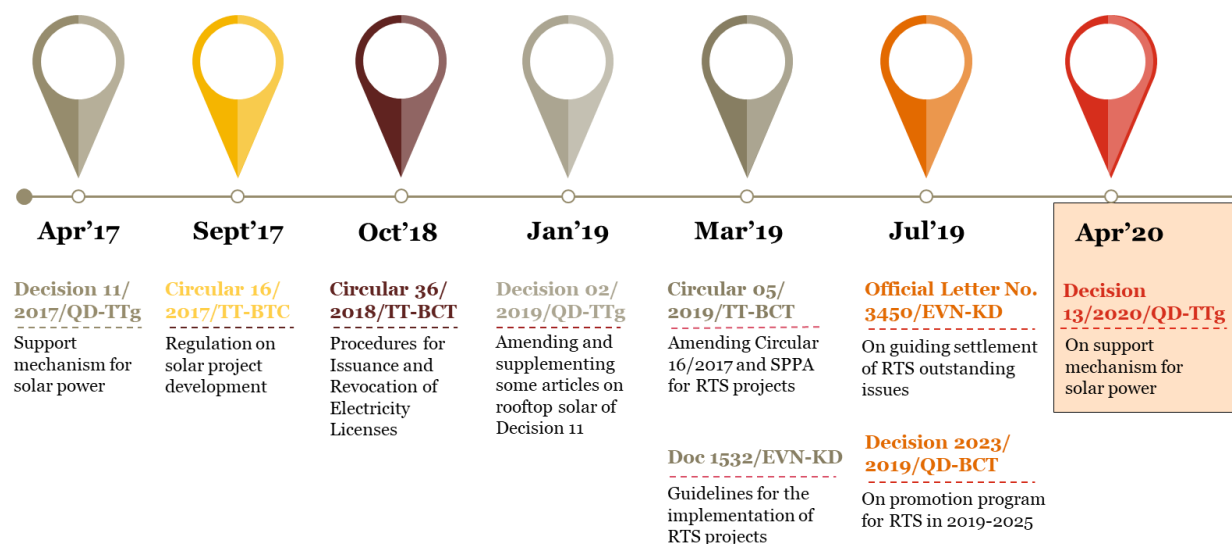 Apr’17
Sept’17
Oct’18
Jan’19
Mar’19
Jul’19
Apr’20
Decision 11/
2017/QD-TTg
Support
mechanism for
solar power
Circular 16/
2017/TT-BTC
Regulation on
solar project
development
Circular 36/
2018/TT-BCT
Procedures for
Issuance and
Revocation of
Electricity
Licenses
Decision 02/
2019/QD-TTg
Amending and
supplementing
some articles on
rooftop solar of
Decision 11
Circular 05/
2019/TT-BCT
Amending Circular
16/2017 and SPPA
for RTS projects
Doc 1532/EVN-KD
Guidelines for the
implementation of
RTS projects
Official Letter No.
3450/EVN-KD
On guiding settlement
of RTS outstanding
issues
Decision 2023/
2019/QD-BCT
On promotion program
for RTS in 2019-2025
Decision
13/2020/QD-TTg
On support
mechanism for
solar power